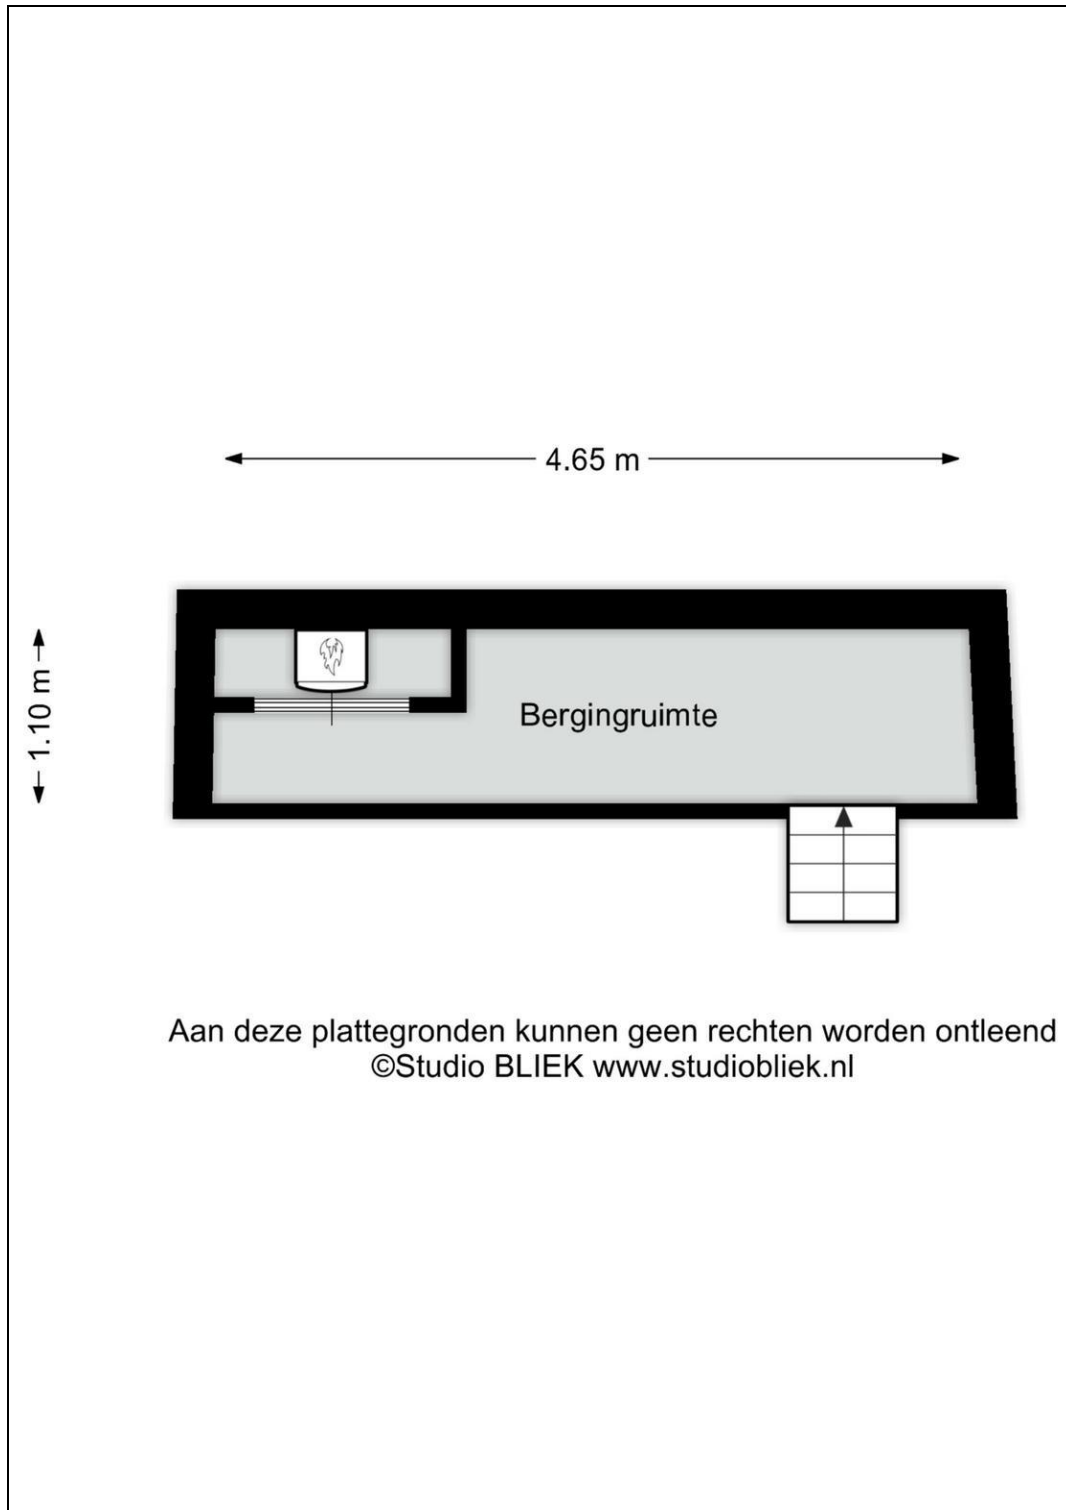 4.65 m
1.10 m
Bergingruimte
Aan deze plattegronden kunnen geen rechten worden ontleend
©Studio BLIEK www.studiobliek.nl